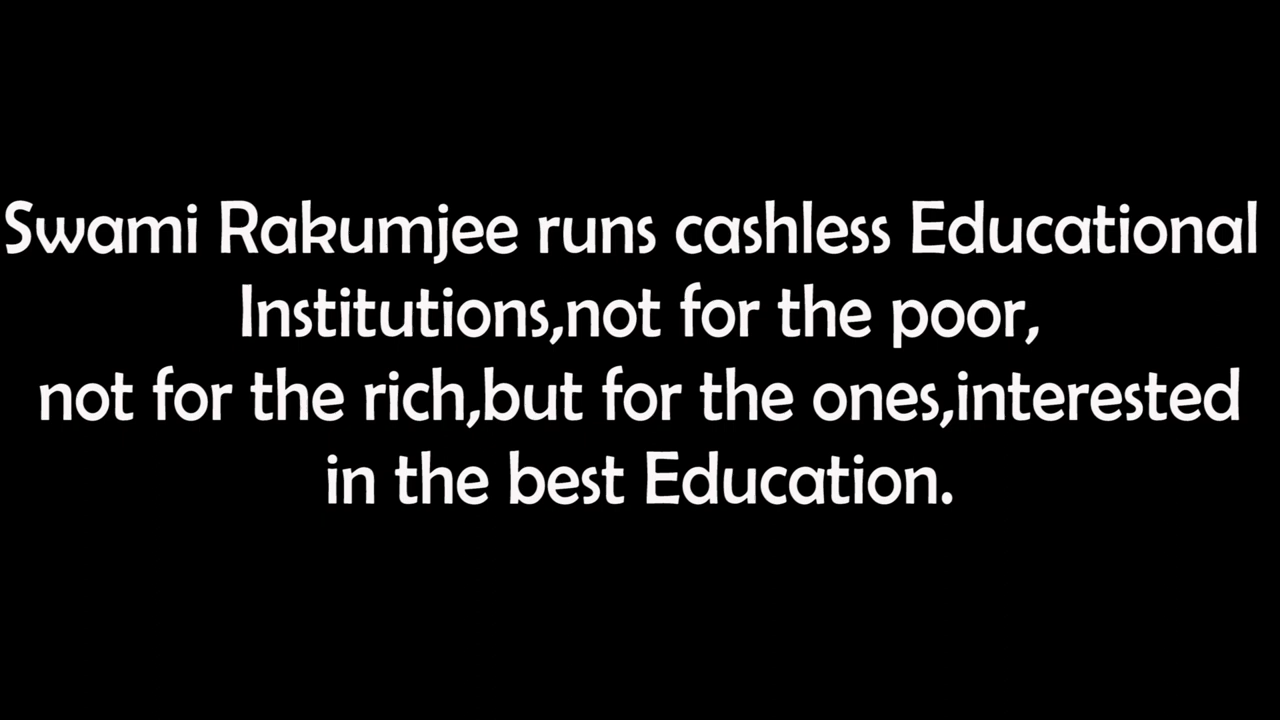 Swami Rakumjee runs cashless Educational
Institutions,not for the poor,
not for the rich,but for the ones,interested
in the best Education.